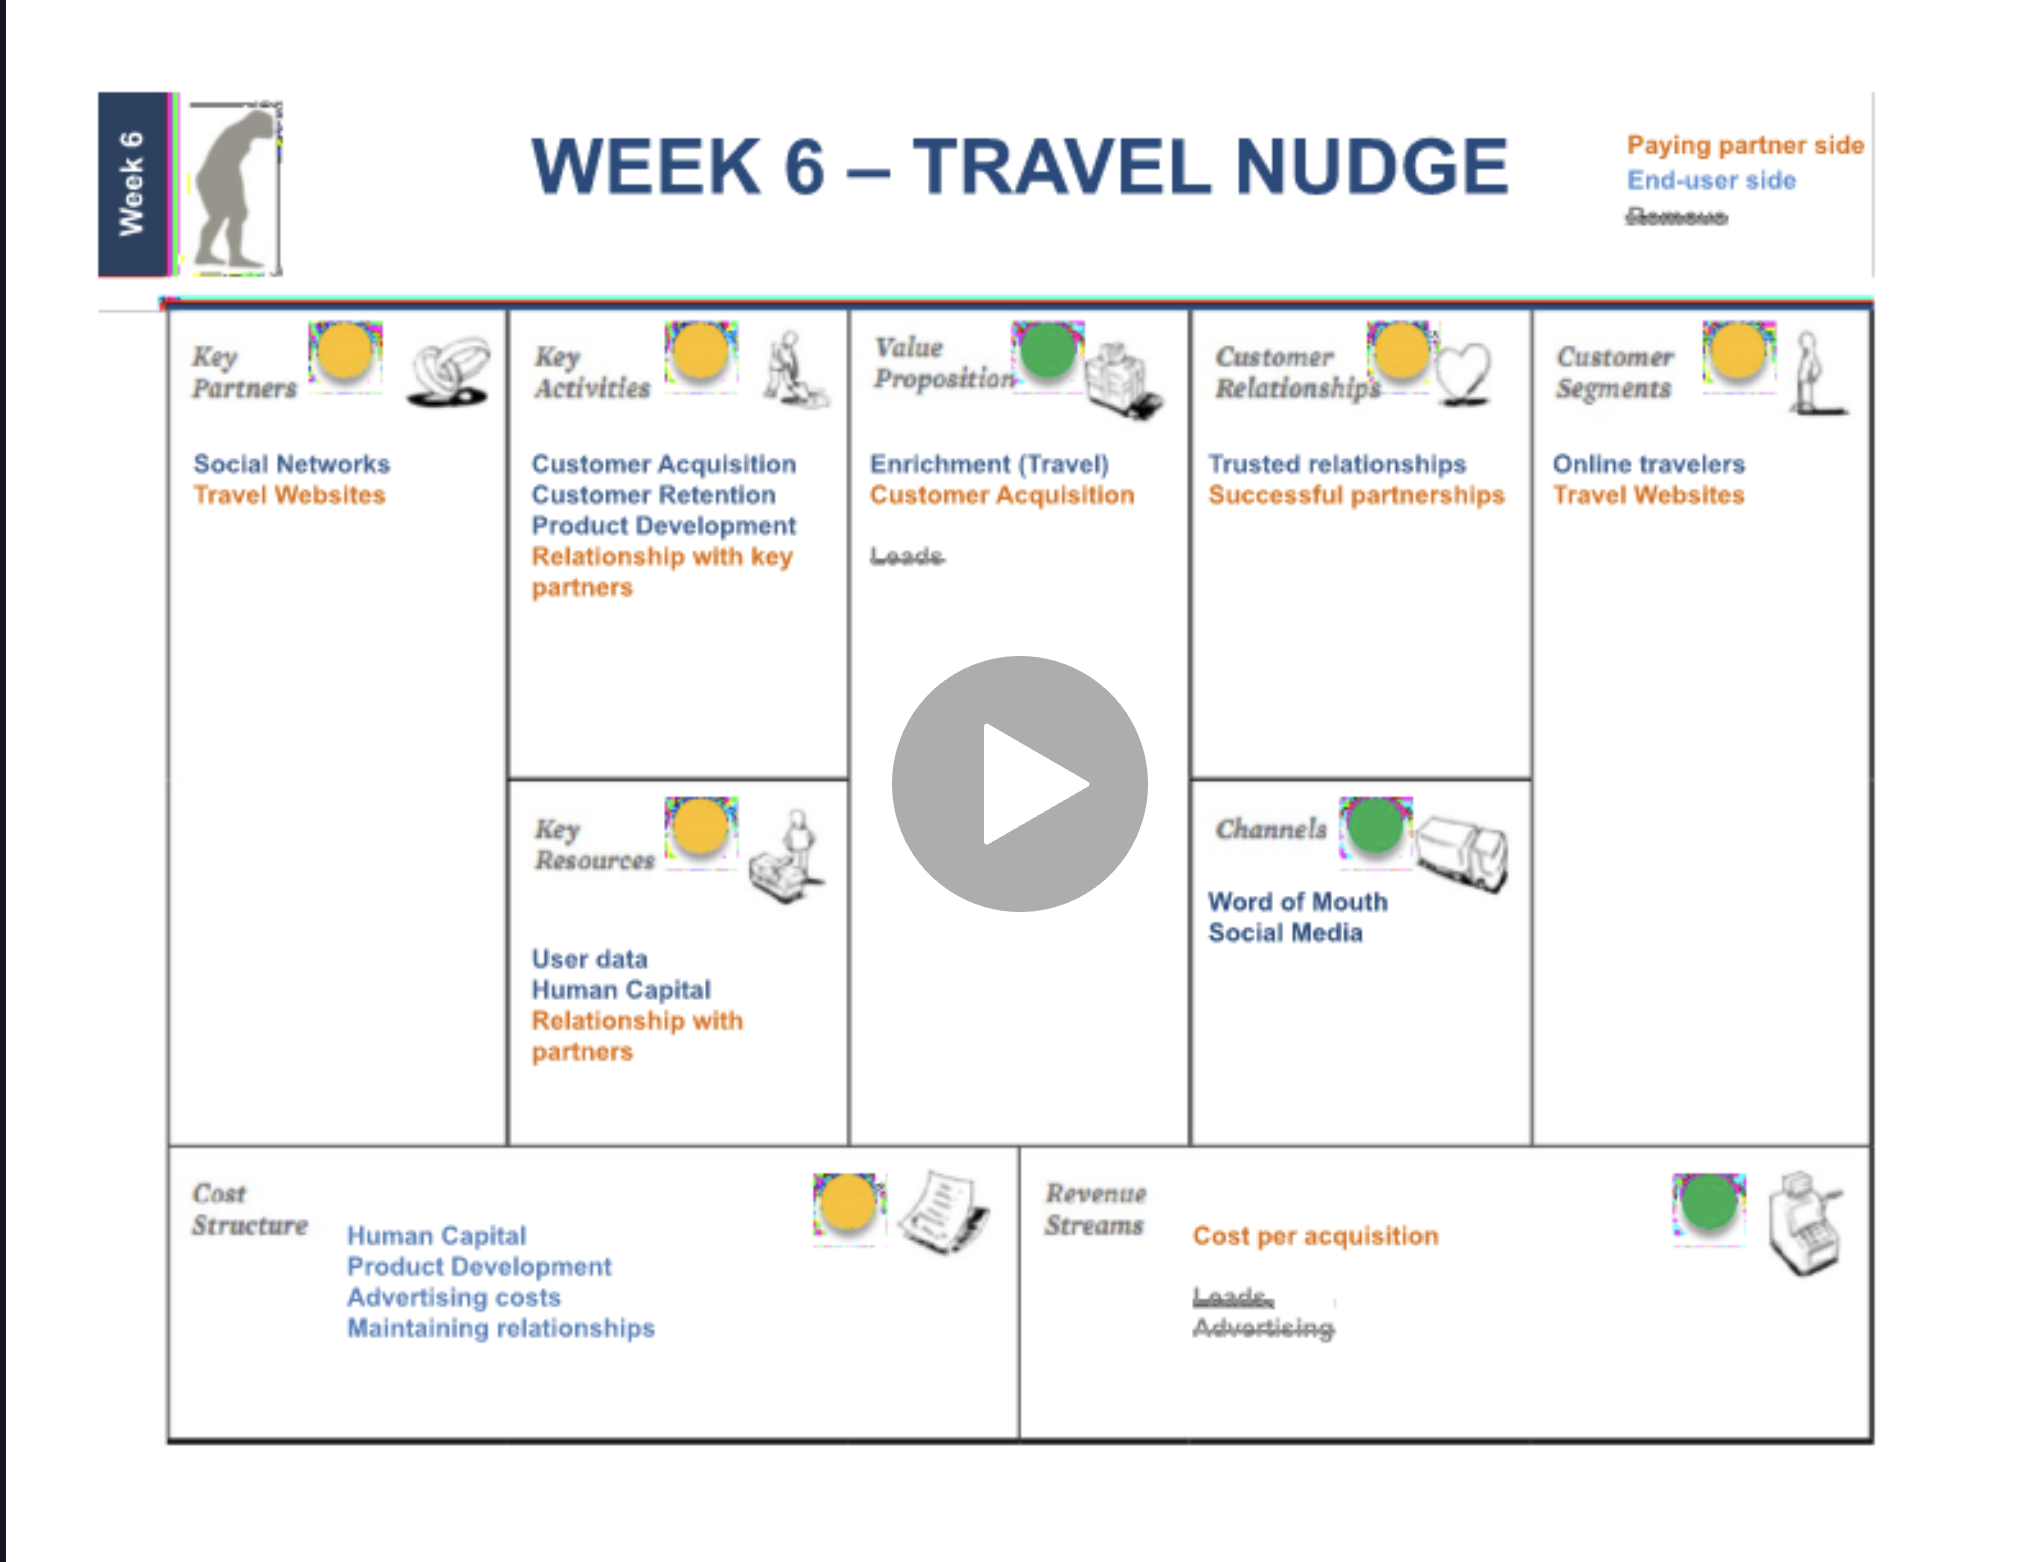 Week 6
WEEK 6 – TRAVEL NUDGE
Paying partner side
End-user side
Remove
Key
Partners
Social Networks
Travel Websites
Key
Activities
Customer Acquisition
Customer Retention
Product Development
Relationship with key
partners
Key
Resources
User data
Human Capital
Relationship with
partners
Value
Proposition
Enrichment (Travel)
Customer Acquisition
Leads
Customer
Relationships
Trusted relationships
Successful partnerships
Channels
Word of Mouth
Social Media
Customer
Segments
Online travelers
Travel Websites
Cost
Structure
Human Capital
Product Development
Advertising costs
Maintaining relationships
Revenue
Streams
Cost per acquisition
Leads,
Advertising